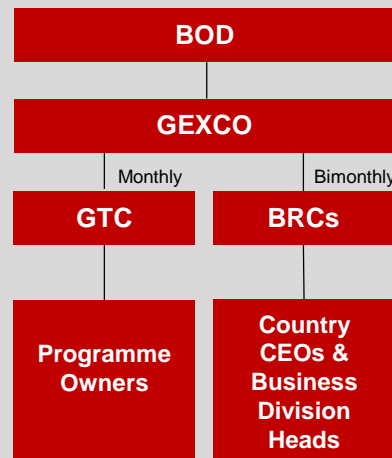 BOD
GEXCO
Monthly
Bimonthly
GTC
BRCs
Programme
Owners
Country
CEOs &
Business
Division
Heads